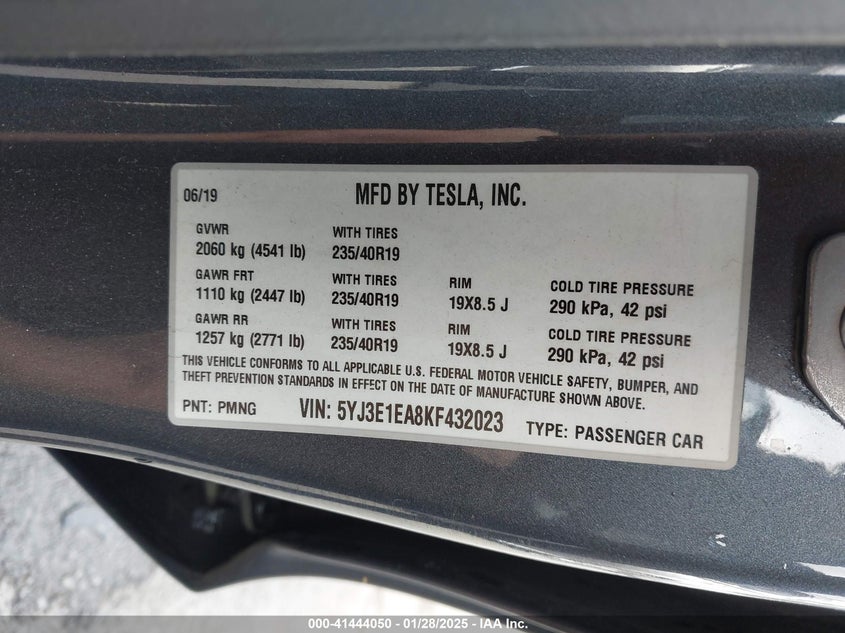 06/19 MFD BY TESLA, INC.
GVWR WITH TIRES
2060 kg (4541 lb) 235/40R19
GAWR FRT WITH TIRES RIM COLD TIRE PRESSURE
1110 kg (2447 lb) 235/40R19 19X8.5 J 290 kPa, 42 psi
GAWR RR WITH TIRES RIM COLD TIRE PRESSURE
1257 kg (2771 lb) 235/40R19 19X8.5 J 290 kPa, 42 psi
THIS VEHICLE CONFORMS TO ALL APPLICABLE U.S. FEDERAL MOTOR VEHICLE SAFETY, BUMPER, AND
THEFT PREVENTION STANDARDS IN EFFECT ON THE DATE OF MANUFACTURE SHOWN ABOVE.
PNT: PMNG VIN: 5YJ3E1EA8KF432023 TYPE: PASSENGER CAR
000-41444050 - 01/28/2025 - IAA Inc.